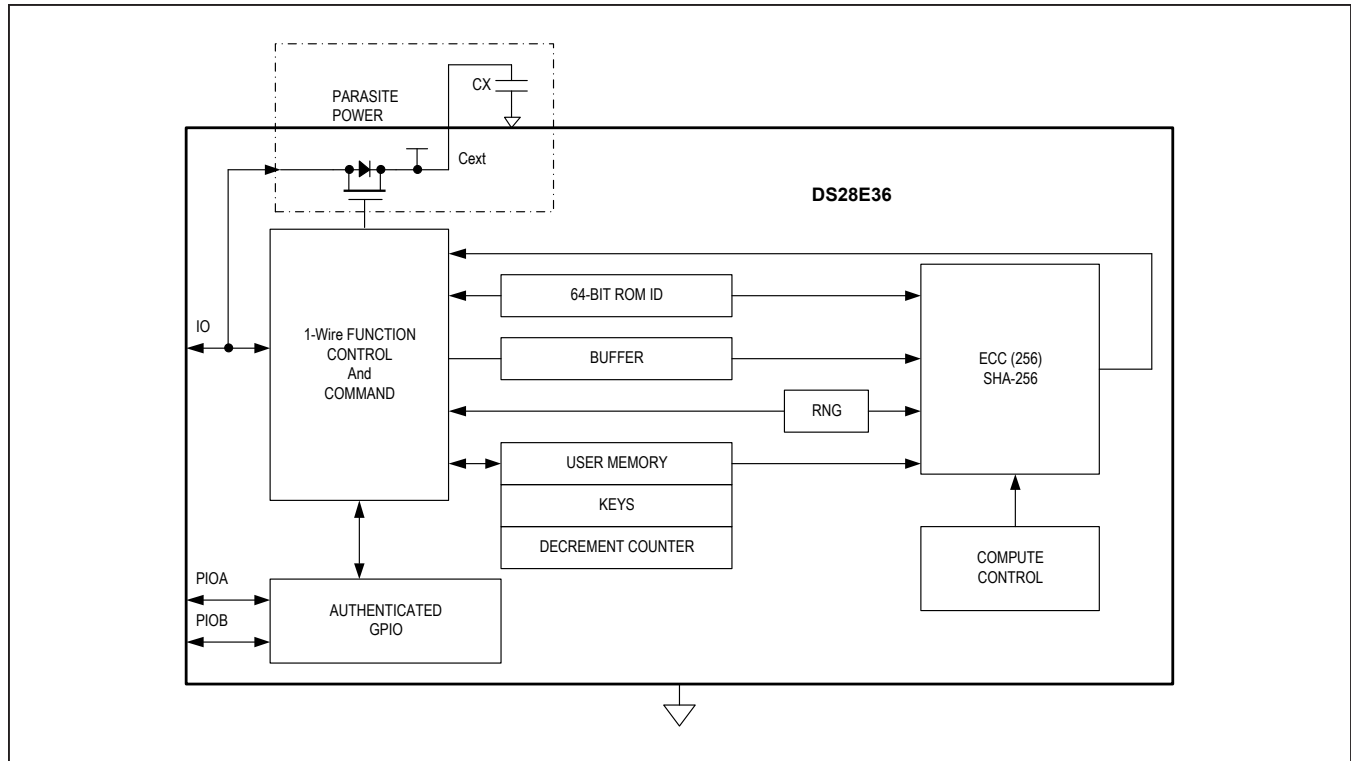 CX
PARASITE
POWER
Cext
DS28E36
64-BIT ROM ID
IO
1-Wire FUNCTION
CONTROL
And
COMMAND
BUFFER
ECC (256)
SHA-256
RNG
USER MEMORY
KEYS
DECREMENT COUNTER
COMPUTE
CONTROL
PIOA
PIOB
AUTHENTICATED
GPIO